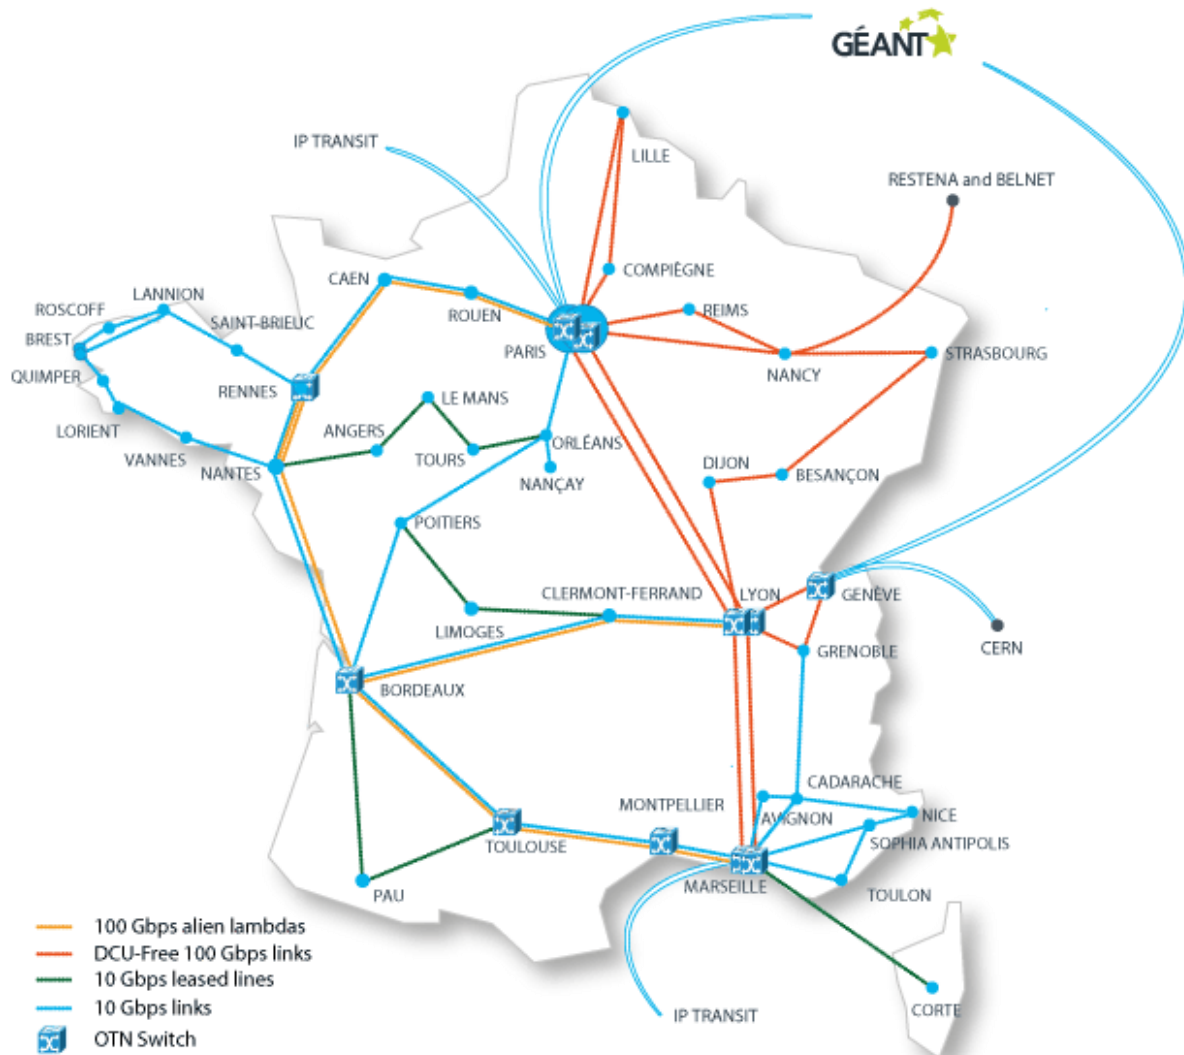 GÉANT
IP TRANSIT
LILLE
RESTENA and BELNET
COMPIÈGNE
CAEN
LANNION
ROSCOFF
SAINT-BRIEUC
ROUEN
REIMS
BREST
PARIS
STRASBOURG
NANCY
QUIMPER
RENNES
LE MANS
LORIENT
ANGERS
ORLÉANS
VANNES
TOURS
DIJON
NANTES
BESANÇON
NANÇAY
POITIERS
CLERMONT-FERRAND
LYON
GENÈVE
LIMOGES
GRENOBLE
CERN
BORDEAUX
CADARACHE
MONTPELLIER
AVIGNON
NICE
TOULOUSE
SOPHIA ANTIPOLIS
MARSEILLE
PAU
TOULON
100 Gbps alien lambdas
DCU-Free 100 Gbps links
10 Gbps leased lines
10 Gbps links
IP TRANSIT
CORTE
OTN Switch